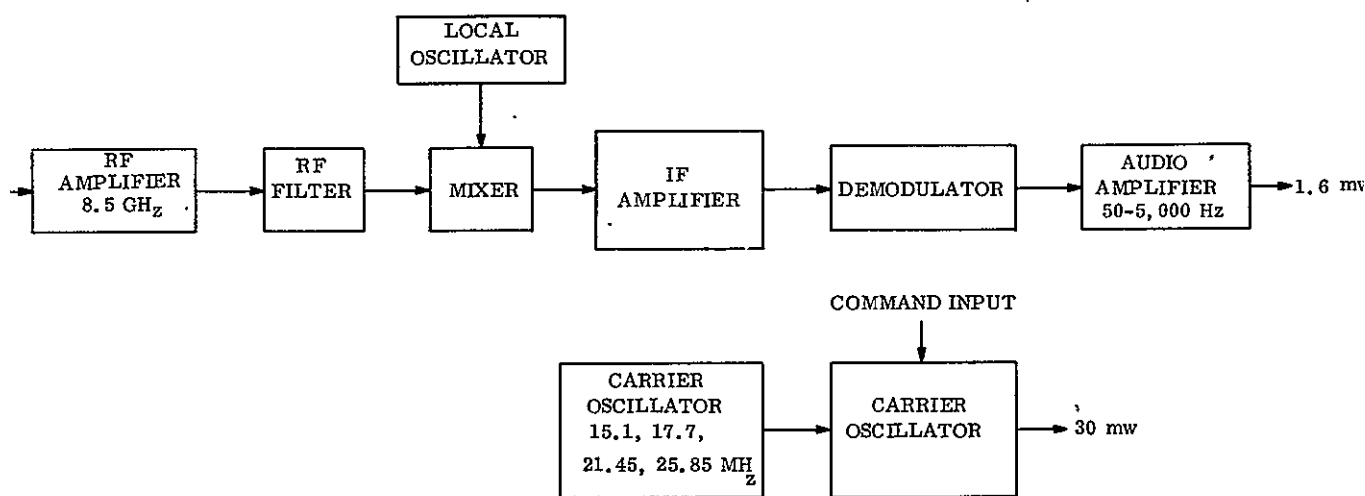 LOCAL
OSCILLATOR
RF
AMPLIFIER
8.5 GHz
RF
FILTER
MIXER
IF
AMPLIFIER
DEMODULATOR
AUDIO
AMPLIFIER
50-5,000 Hz
1.6 mw
COMMAND INPUT
CARRIER
OSCILLATOR
15.1, 17.7,
21.45, 25.85 MHz
CARRIER
OSCILLATOR
30 mw